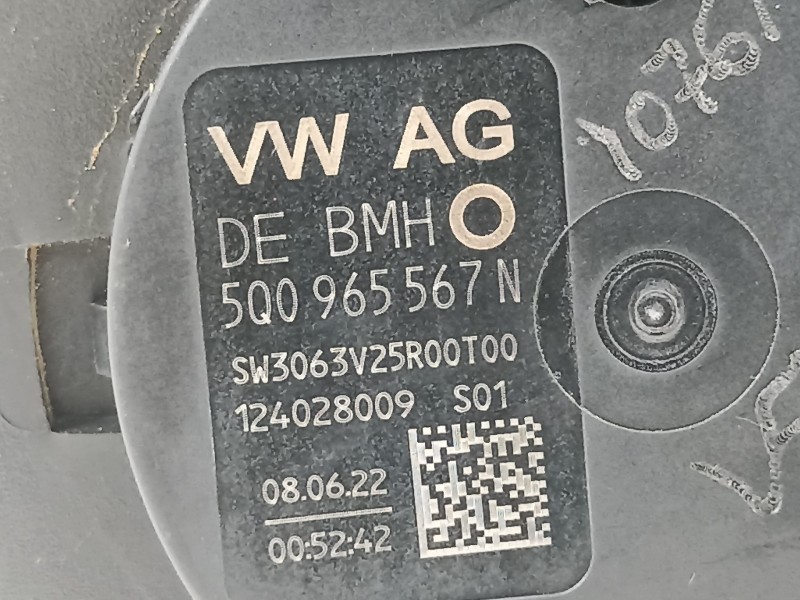 VW AG
DE BMH O
5Q0 965 567 N
SW3063V25R00T00
124028009 S01
08.06.22
00:52:42